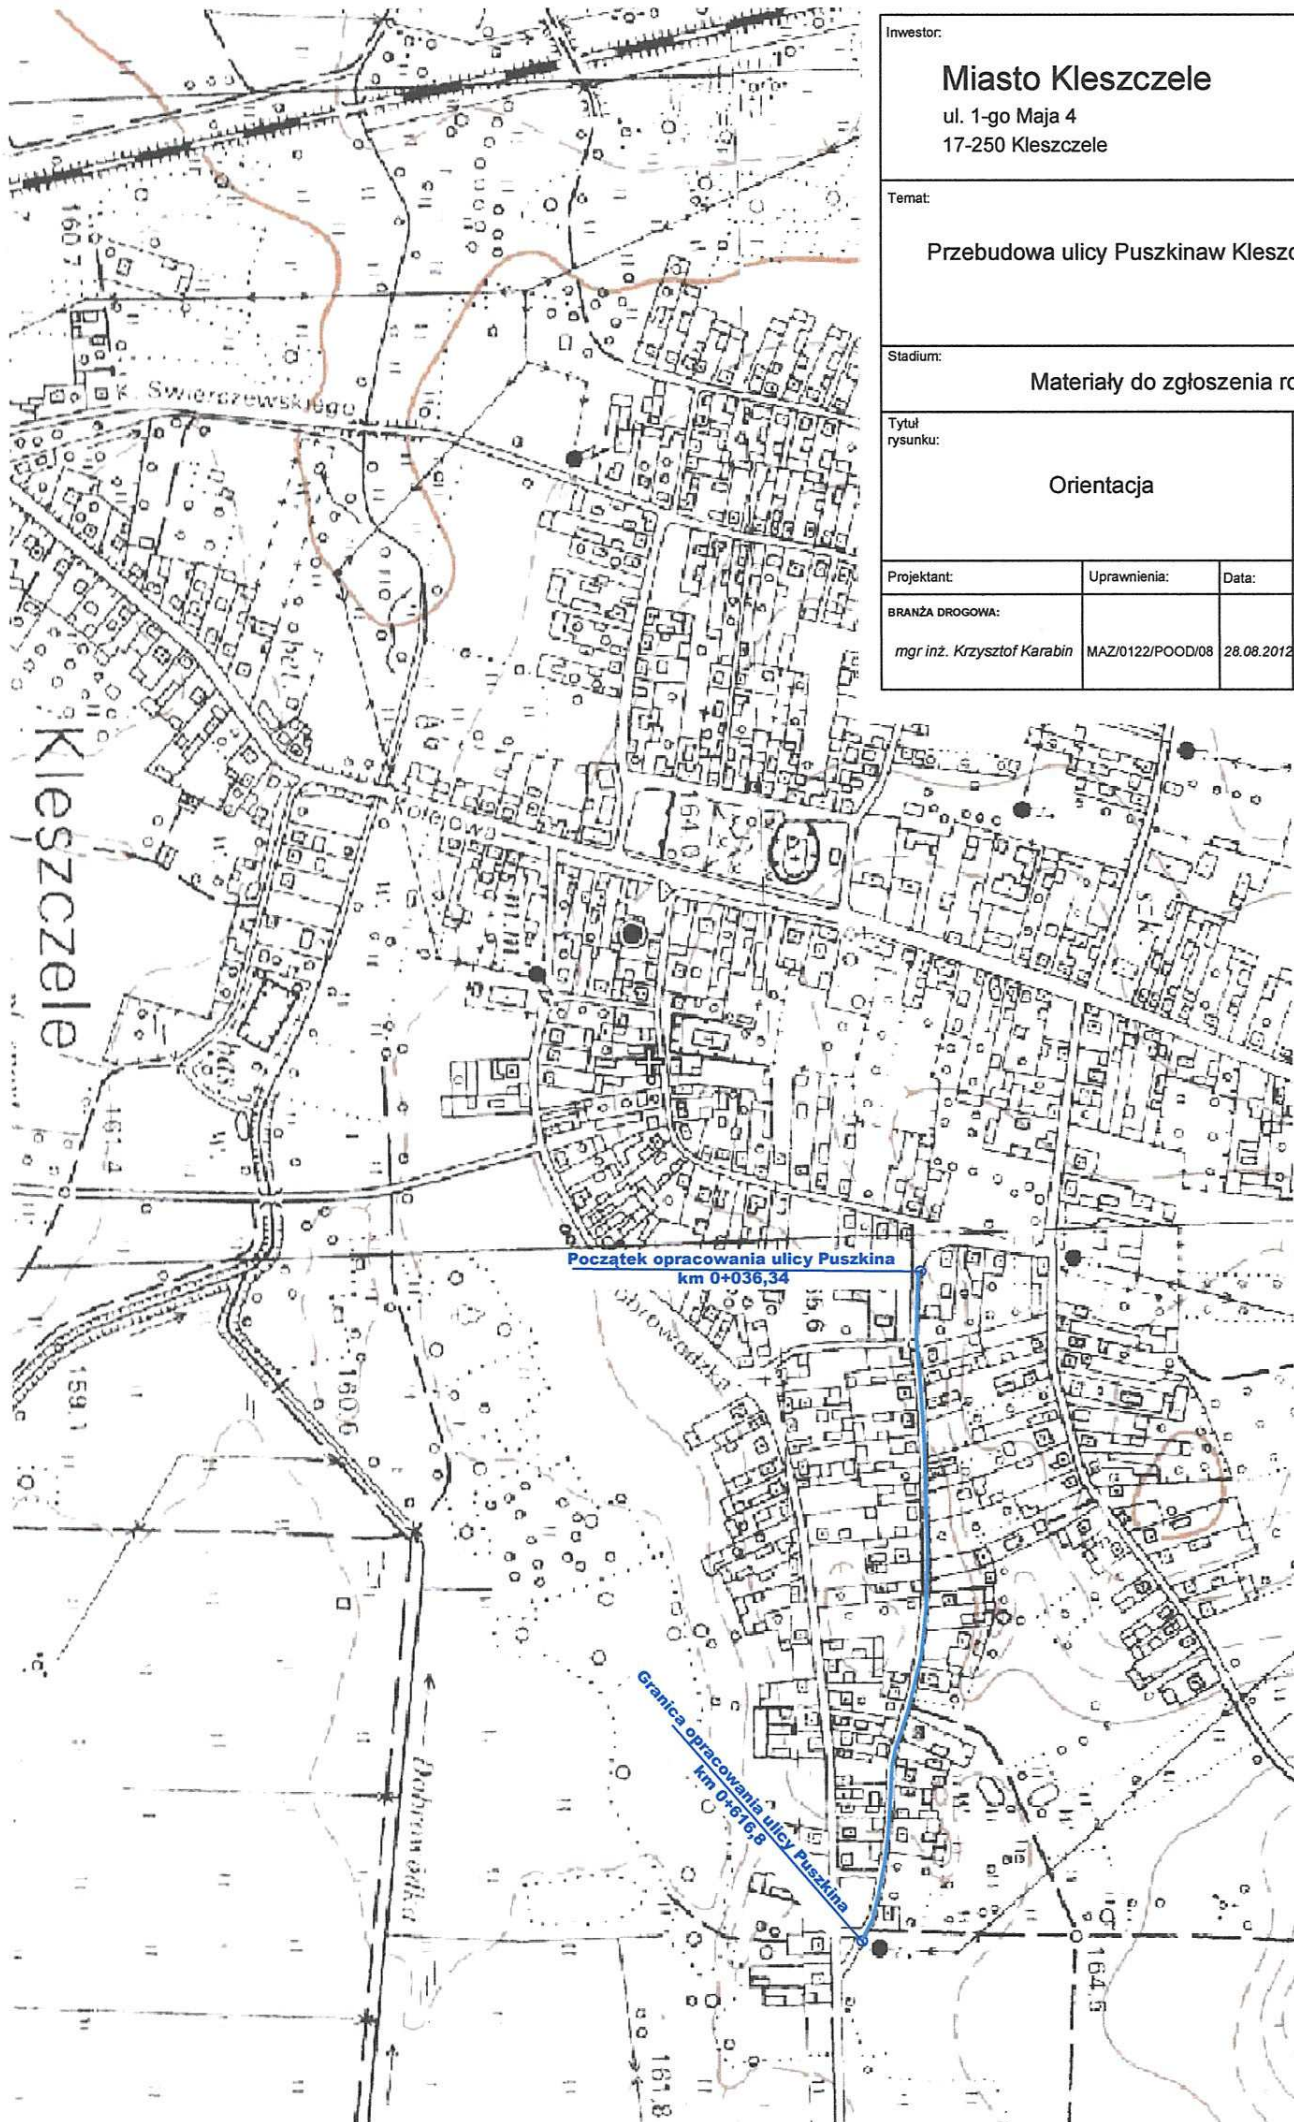 Inwestor:
Miasto Kleszczele
ul. 1-go Maja 4
17-250 Kleszczele
Temat:
Przebudowa ulicy Puszkinaw Kleszc
Stadium:
Materiały do zgłoszenia ro
Tytuł
rysunku:
Orientacja
Projektant:
Uprawnienia:
Data:
BRANŻA DROGOWA:
mgr inż. Krzysztof Karabin
MAZ/0122/POOD/08
28.08.2012
160.7
K. Świerczewskiego
Kleszczele
Kolejowa
164.0
161.4
Początek opracowania ulicy Puszkina
km 0+036,34
159.1
160.6
Granica opracowania ulicy Puszkina
km 0+616,8
Dobrowódka
164.5
161.8